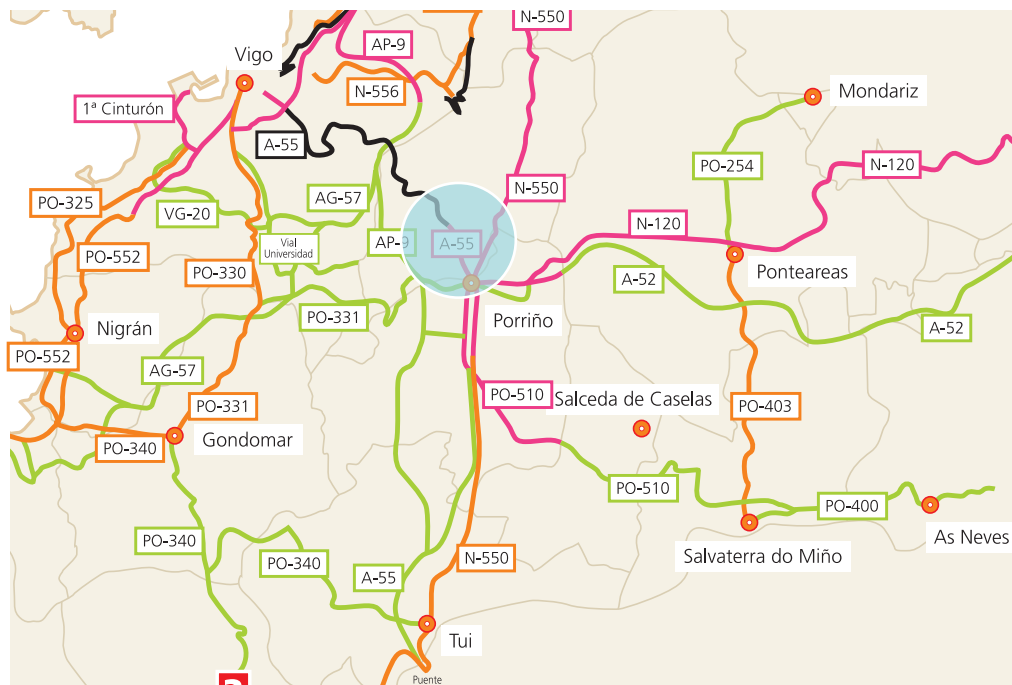 N-550
Vigo
AP-9
N-556
Mondariz
1ª Cinturón
A-55
PO-254
N-120
PO-325
VG-20
AG-57
N-550
N-120
PO-552
Vial
Universidad
AP-9
A-55
PO-330
Ponteareas
A-52
PO-331
Porriño
Nigrán
A-52
PO-552
AG-57
PO-510
Salceda de Caselas
PO-331
PO-403
Gondomar
PO-340
PO-510
PO-400
PO-340
As Neves
PO-340
N-550
Salvaterra do Miño
A-55
Tui
Puente